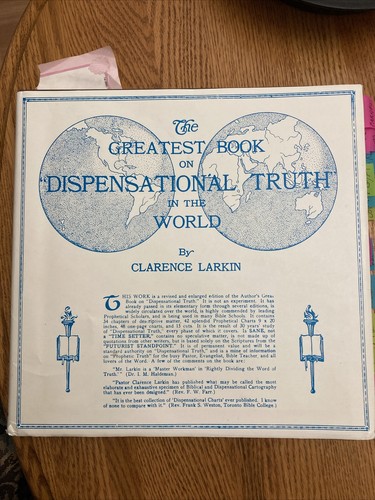 The
GREATEST BOOK
ON
"DISPENSATIONAL TRUTH"
IN THE
WORLD
By
CLARENCE LARKIN
THIS WORK is a revised and enlarged edition of the Author's Great
Book on "Dispensational Truth." It is not an experiment. It has
already passed in its elementary form through several editions, is
widely circulated over the world, is highly commended by leading
Prophetical Scholars, and is being used in many Bible Schools. It contains
34 chapters of descriptive matter, 42 splendid Prophetical Charts 9 x 20
inches, 48 one-page charts, and 15 cuts. It is the result of 30 years' study
of "Dispensational Truth," every phase of which it covers. Is SANE, not
a "TIME SETTER," contains no speculative matter, is not made up of
quotations from other writers, but is based solely on the Scriptures from the
"FUTURIST STANDPOINT." It is of permanent value and will be a
standard authority on "Dispensational Truth," and is a mine of information
on "Prophetic Truth" for the busy Pastor, Evangelist, Bible Teacher and all
lovers of the Word. A few of the comments on the book are—
"Mr. Larkin is a 'Master Workman' in 'Rightly Dividing the Word of
Truth.'" (Dr. I. M. Haldeman.)
"Pastor Clarence Larkin has published what may be called the most
elaborate and exhaustive specimen of Biblical and Dispensational Cartography
that has ever been designed." (Rev. F. W. Farr.)
"It is the best collection of 'Dispensational Charts' ever published. I know
of none to compare with it." (Rev. Frank S. Weston, Toronto Bible College.)